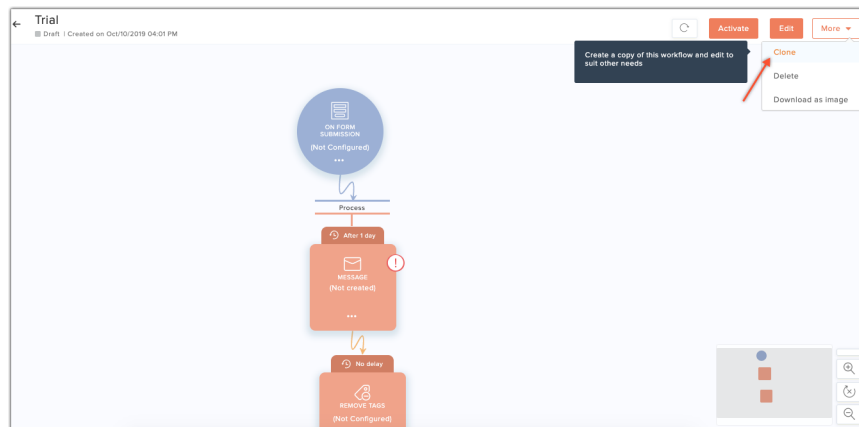 Trial
Draft | Created on Oct/10/2019 04:01 PM
Activate
Edit
More
Create a copy of this workflow and edit to
suit other needs
Clone
Delete
Download as image
ON FORM
SUBMISSION
(Not Configured)
Process
After 1 day
MESSAGE
(Not created)
No delay
REMOVE TAGS
(Not Configured)